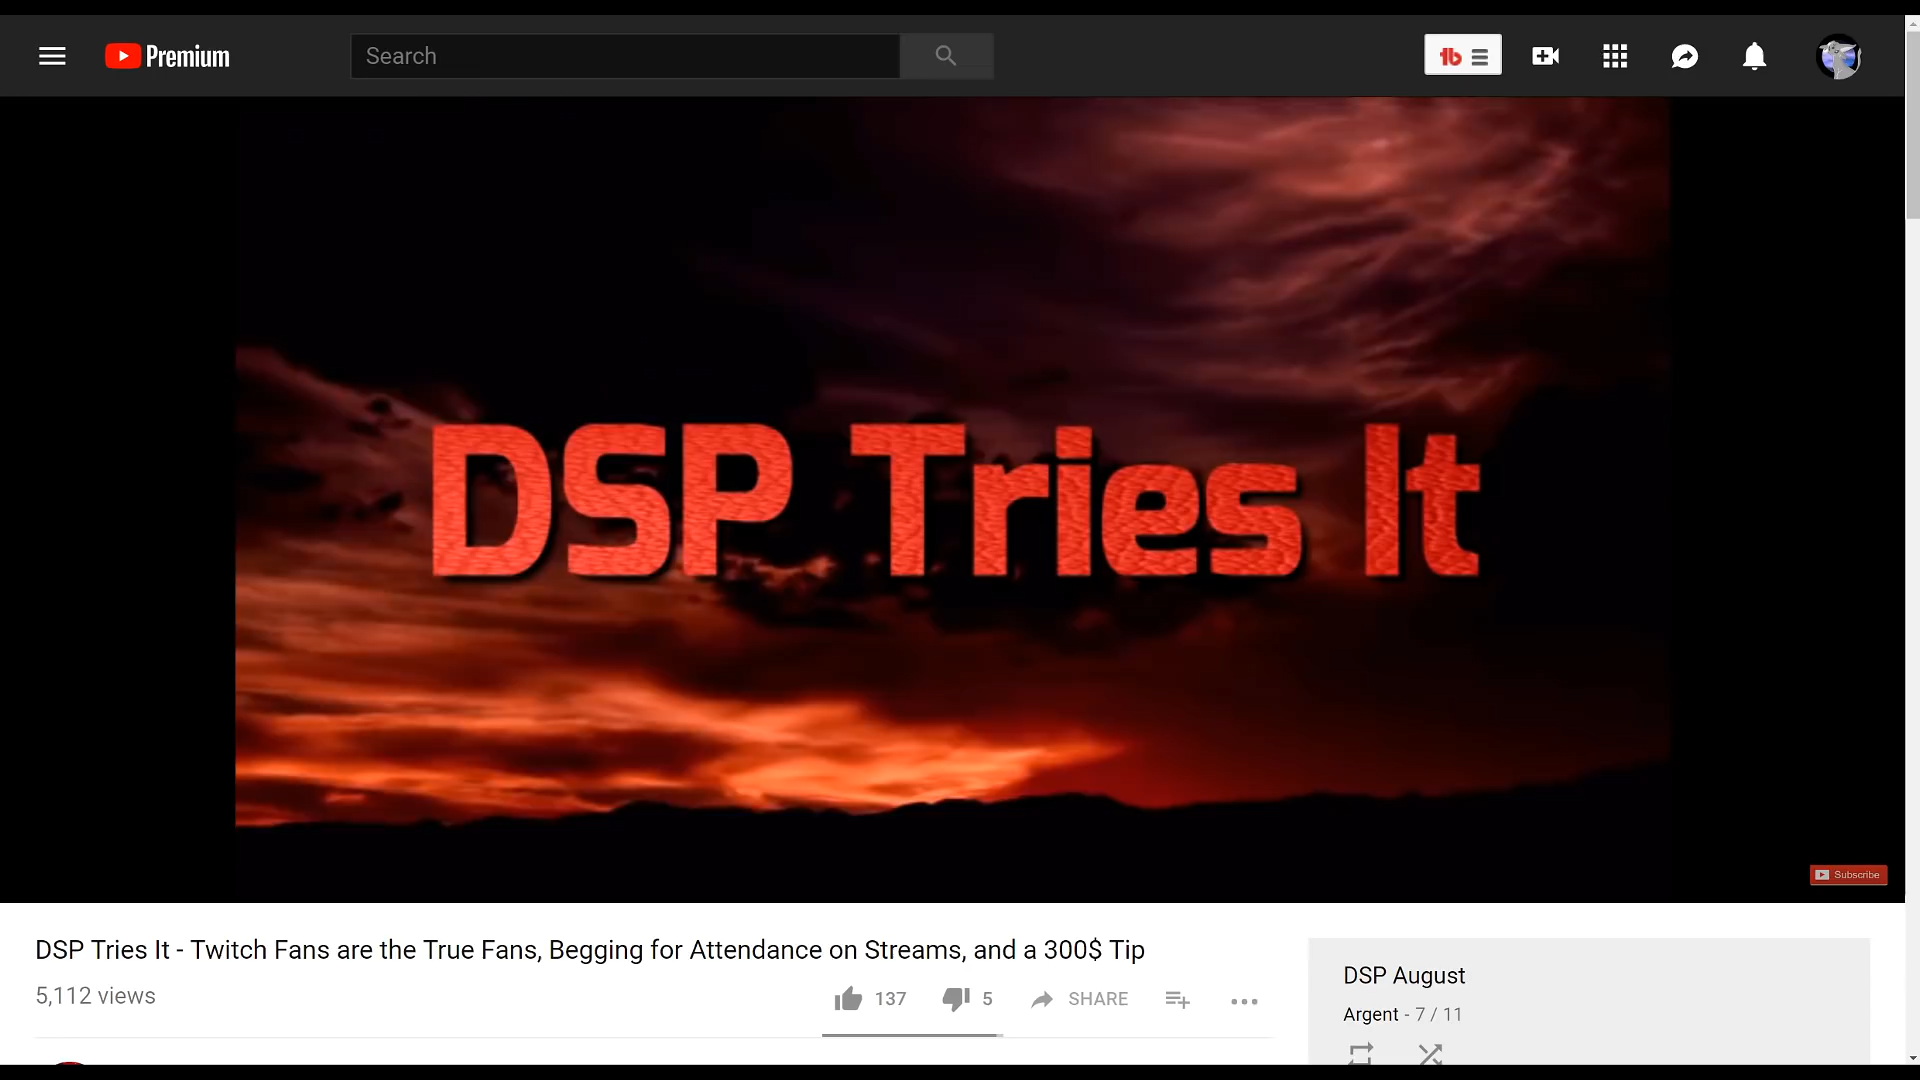 Premium
Search
tb
DSP Tries It
Subscribe
DSP Tries It - Twitch Fans are the True Fans, Begging for Attendance on Streams, and a 300$ Tip
5,112 views
137
5
SHARE
DSP August
Argent - 7 / 11